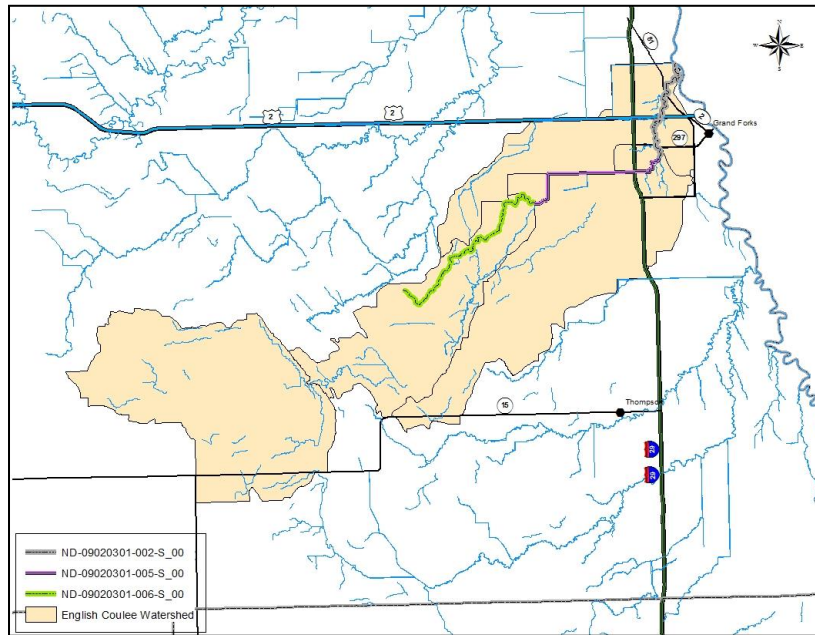 N
W E
S
81
2
2
2
Grand Forks
297
15
Thompson
29
29
ND-09020301-002-S_00
ND-09020301-005-S_00
ND-09020301-006-S_00
English Coulee Watershed